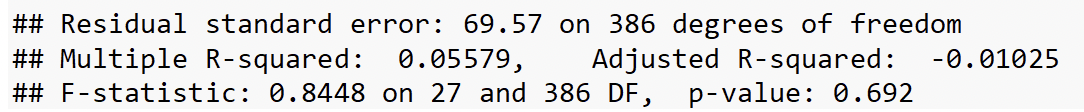 ## Residual standard error: 69.57 on 386 degrees of freedom
## Multiple R-squared:  0.05579,    Adjusted R-squared:  -0.01025
## F-statistic: 0.8448 on 27 and 386 DF,  p-value: 0.692